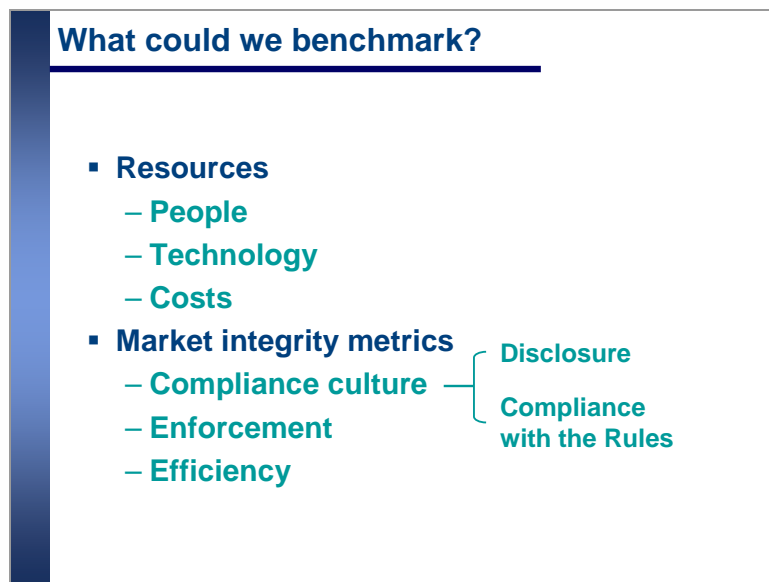 What could we benchmark?
▪ Resources
– People
– Technology
– Costs
▪ Market integrity metrics
– Compliance culture
Disclosure
Compliance
with the Rules
– Enforcement
– Efficiency